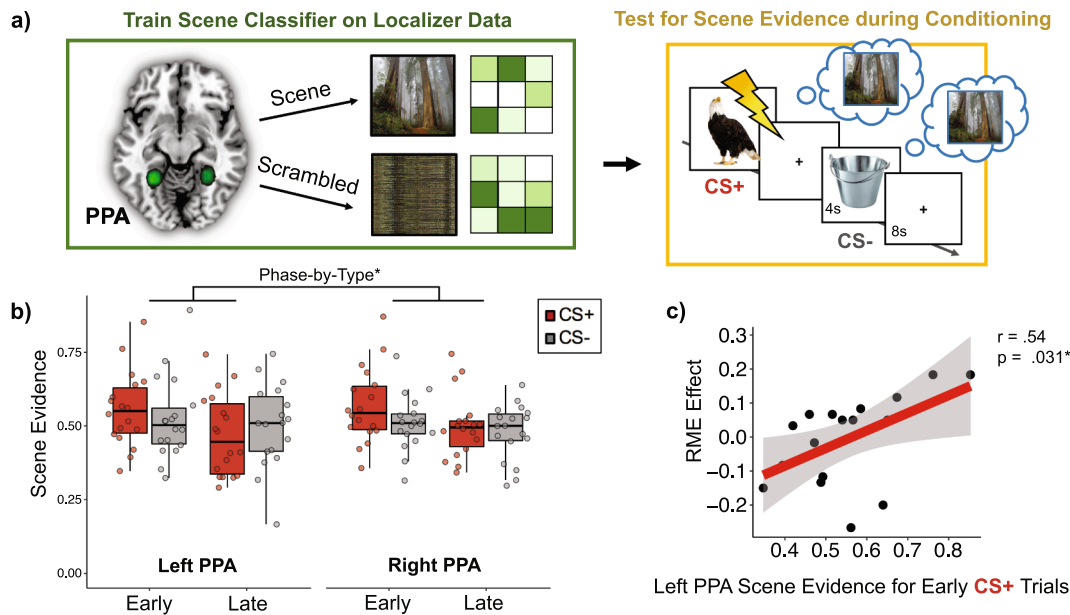 a)
Train Scene Classifier on Localizer Data
Test for Scene Evidence during Conditioning
Scene
Scrambled
PPA
CS+
+
4s
CS-
+
8s
b)
Phase-by-Type*
CS+
CS-
Scene Evidence
0.75
0.50
0.25
0.00
Left PPA
Right PPA
Early
Late
Early
Late
c)
r = .54
p = .031*
RME Effect
0.3
0.2
0.1
0.0
−0.1
−0.2
0.4
0.5
0.6
0.7
0.8
Left PPA Scene Evidence for Early CS+ Trials